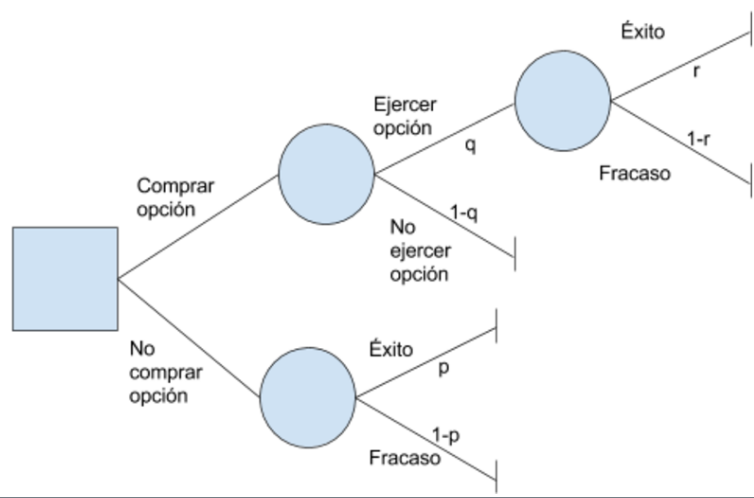 Éxito
r
1-r
Fracaso
Ejercer
opción
q
1-q
No
ejercer
opción
Comprar
opción
No
comprar
opción
Éxito
p
1-p
Fracaso